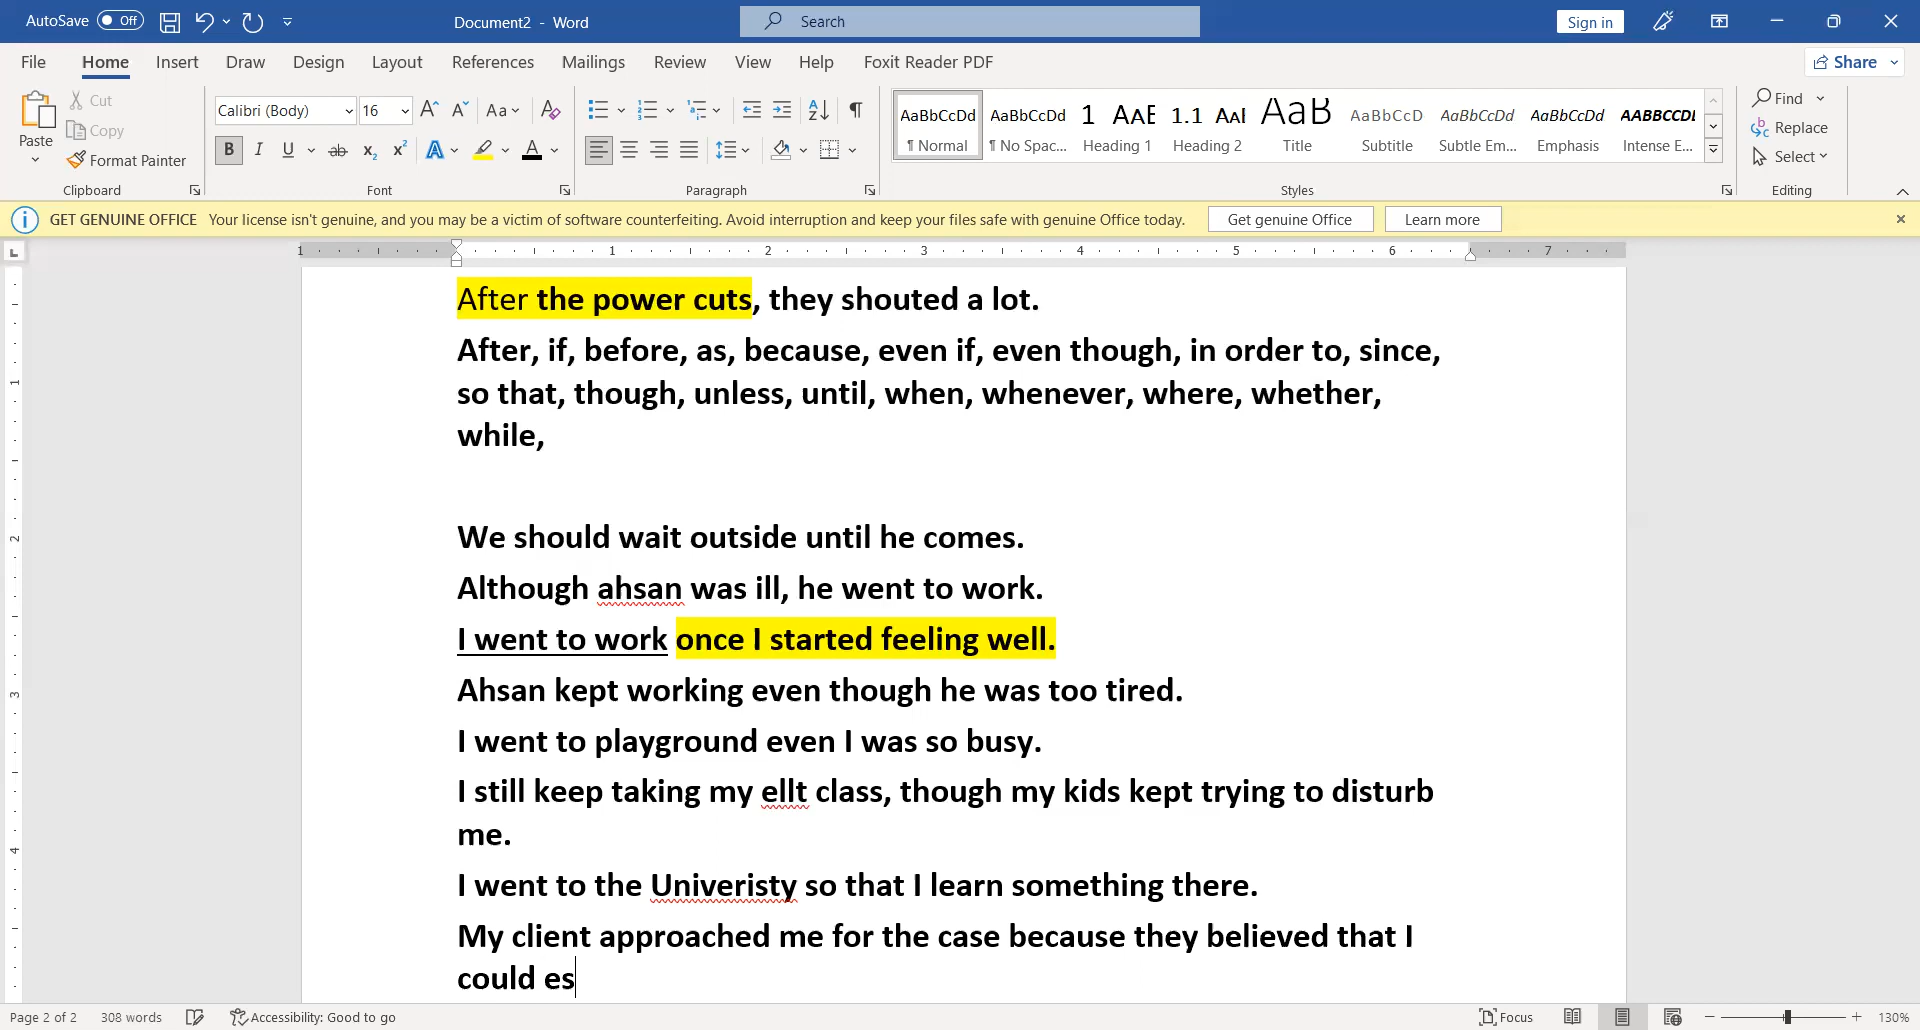 AutoSave Off Document2 - Word Search Sign in
File Home Insert Draw Design Layout References Mailings Review View Help Foxit Reader PDF Share
Paste Cut Copy Format Painter Clipboard
Calibri (Body) 16 Font
Paragraph
AaBbCcDd ¶ Normal
AaBbCcDd ¶ No Spac...
1 AaE Heading 1
1.1 AaI Heading 2
AaB Title
AaBbCcD Subtitle
AaBbCcDd Subtle Em...
AaBbCcDd Emphasis
AABBCCDI Intense E...
Styles
Find Replace Select Editing
GET GENUINE OFFICE Your license isn't genuine, and you may be a victim of software counterfeiting. Avoid interruption and keep your files safe with genuine Office today. Get genuine Office Learn more
1 1 2 3 4 5 6 7
After the power cuts, they shouted a lot.
After, if, before, as, because, even if, even though, in order to, since,
so that, though, unless, until, when, whenever, where, whether,
while,
We should wait outside until he comes.
Although ahsan was ill, he went to work.
I went to work once I started feeling well.
Ahsan kept working even though he was too tired.
I went to playground even I was so busy.
I still keep taking my ellt class, though my kids kept trying to disturb
me.
I went to the Univeristy so that I learn something there.
My client approached me for the case because they believed that I
could es
Page 2 of 2 308 words Accessibility: Good to go Focus 130%